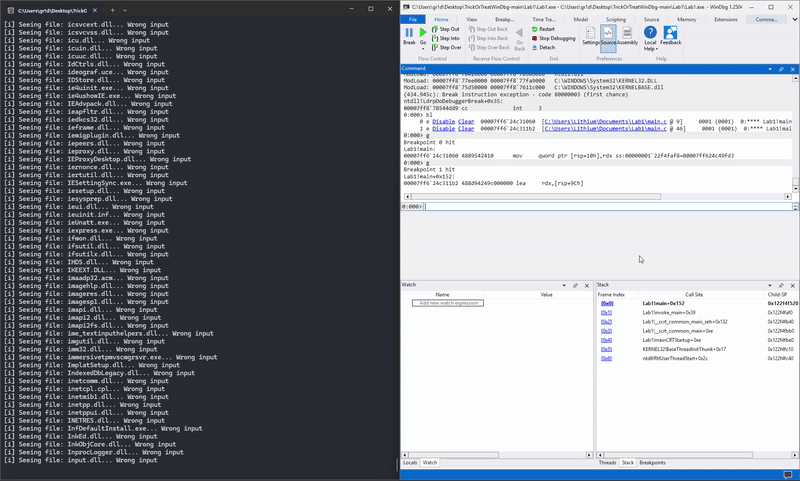 C:\Users\gr1d\Desktop\TrickO
[i] Seeing file: icsvcext.dll... Wrong input
[i] Seeing file: icsvcvss.dll... Wrong input
[i] Seeing file: icu.dll... Wrong input
[i] Seeing file: icuin.dll... Wrong input
[i] Seeing file: icuuc.dll... Wrong input
[i] Seeing file: IdCtrls.dll... Wrong input
[i] Seeing file: ideograf.uce... Wrong input
[i] Seeing file: IDStore.dll... Wrong input
[i] Seeing file: ie4uinit.exe... Wrong input
[i] Seeing file: ie4ushowIE.exe... Wrong input
[i] Seeing file: IEAdvpack.dll... Wrong input
[i] Seeing file: ieapfltr.dll... Wrong input
[i] Seeing file: iedkcs32.dll... Wrong input
[i] Seeing file: ieframe.dll... Wrong input
[i] Seeing file: iemigplugin.dll... Wrong input
[i] Seeing file: iepeers.dll... Wrong input
[i] Seeing file: ieproxy.dll... Wrong input
[i] Seeing file: IEProxyDesktop.dll... Wrong input
[i] Seeing file: iernonce.dll... Wrong input
[i] Seeing file: iertutil.dll... Wrong input
[i] Seeing file: IESettingSync.exe... Wrong input
[i] Seeing file: iesetup.dll... Wrong input
[i] Seeing file: iesysprep.dll... Wrong input
[i] Seeing file: ieui.dll... Wrong input
[i] Seeing file: ieuinit.inf... Wrong input
[i] Seeing file: ieUnatt.exe... Wrong input
[i] Seeing file: iexpress.exe... Wrong input
[i] Seeing file: ifmon.dll... Wrong input
[i] Seeing file: ifsutil.dll... Wrong input
[i] Seeing file: ifsutilx.dll... Wrong input
[i] Seeing file: IHDS.dll... Wrong input
[i] Seeing file: IKEEXT.DLL... Wrong input
[i] Seeing file: imaadp32.acm... Wrong input
[i] Seeing file: imagehlp.dll... Wrong input
[i] Seeing file: imageres.dll... Wrong input
[i] Seeing file: imagesp1.dll... Wrong input
[i] Seeing file: imapi.dll... Wrong input
[i] Seeing file: imapi2.dll... Wrong input
[i] Seeing file: imapi2fs.dll... Wrong input
[i] Seeing file: ime_textinputhelpers.dll... Wrong input
[i] Seeing file: imgutil.dll... Wrong input
[i] Seeing file: imm32.dll... Wrong input
[i] Seeing file: immersivetpmvscmgrsvr.exe... Wrong input
[i] Seeing file: ImplatSetup.dll... Wrong input
[i] Seeing file: IndexedDbLegacy.dll... Wrong input
[i] Seeing file: inetcomm.dll... Wrong input
[i] Seeing file: inetcpl.cpl... Wrong input
[i] Seeing file: inetmib1.dll... Wrong input
[i] Seeing file: inetpp.dll... Wrong input
[i] Seeing file: inetppui.dll... Wrong input
[i] Seeing file: INETRES.dll... Wrong input
[i] Seeing file: InfDefaultInstall.exe... Wrong input
[i] Seeing file: InkEd.dll... Wrong input
[i] Seeing file: InkObjCore.dll... Wrong input
[i] Seeing file: InprocLogger.dll... Wrong input
[i] Seeing file: input.dll... Wrong input
C:\Users\gr1d\Desktop\TrickOrTreatWinDbg-main\Lab1\Lab1.exe - WinDbg 1.2504
File Home View Breakp... Time Tra... Model Scripting Source Memory Extensions Comma...
Break Go
Step Out Step Out Back
Step Into Step Into Back
Step Over Step Over Back
Go Back
Restart
Stop Debugging
Detach
Settings Source Assembly
Local Help Feedback
Flow Control Reverse Flow Control End Preferences Help
Command
ModLoad: 00007ff8`77ee0000 00007ff8`77fa9000 C:\WINDOWS\System32\KERNEL32.DLL
ModLoad: 00007ff8`75d50000 00007ff8`7611c000 C:\WINDOWS\System32\KERNELBASE.dll
(434.945c): Break instruction exception - code 80000003 (first chance)
ntdll!LdrpDoDebuggerBreak+0x35:
00007ff8`78544dd9 cc int 3
0:000> bl
0 e Disable Clear 00007ff6`24c31060 [C:\Users\Lithium\Documents\Lab1\main.c @ 9] 0001 (0001) 0:**** Lab1!main
1 e Disable Clear 00007ff6`24c311b2 [C:\Users\Lithium\Documents\Lab1\main.c @ 46] 0001 (0001) 0:**** Lab1!main
0:000> g
Breakpoint 0 hit
Lab1!main:
00007ff6`24c31060 4889542410 mov qword ptr [rsp+10h],rdx ss:00000001`22f4faf8=00007ff624c49fd3
0:000> g
Breakpoint 1 hit
Lab1!main+0x152:
00007ff6`24c311b2 488d94249c000000 lea rdx,[rsp+9Ch]
0:000>
Watch
Name Value
Add new watch expression
Locals Watch
Stack
Frame Index Call Site Child-SP
[0x0] Lab1!main+0x152 0x122f4f520
[0x1] Lab1!invoke_main+0x39 0x122f4faf0
[0x2] Lab1!__scrt_common_main_seh+0x132 0x122f4fb40
[0x3] Lab1!__scrt_common_main+0xe 0x122f4fbb0
[0x4] Lab1!mainCRTStartup+0xe 0x122f4fbe0
[0x5] KERNEL32!BaseThreadInitThunk+0x17 0x122f4fc10
[0x6] ntdll!RtlUserThreadStart+0x2c 0x122f4fc40
Threads Stack Breakpoints